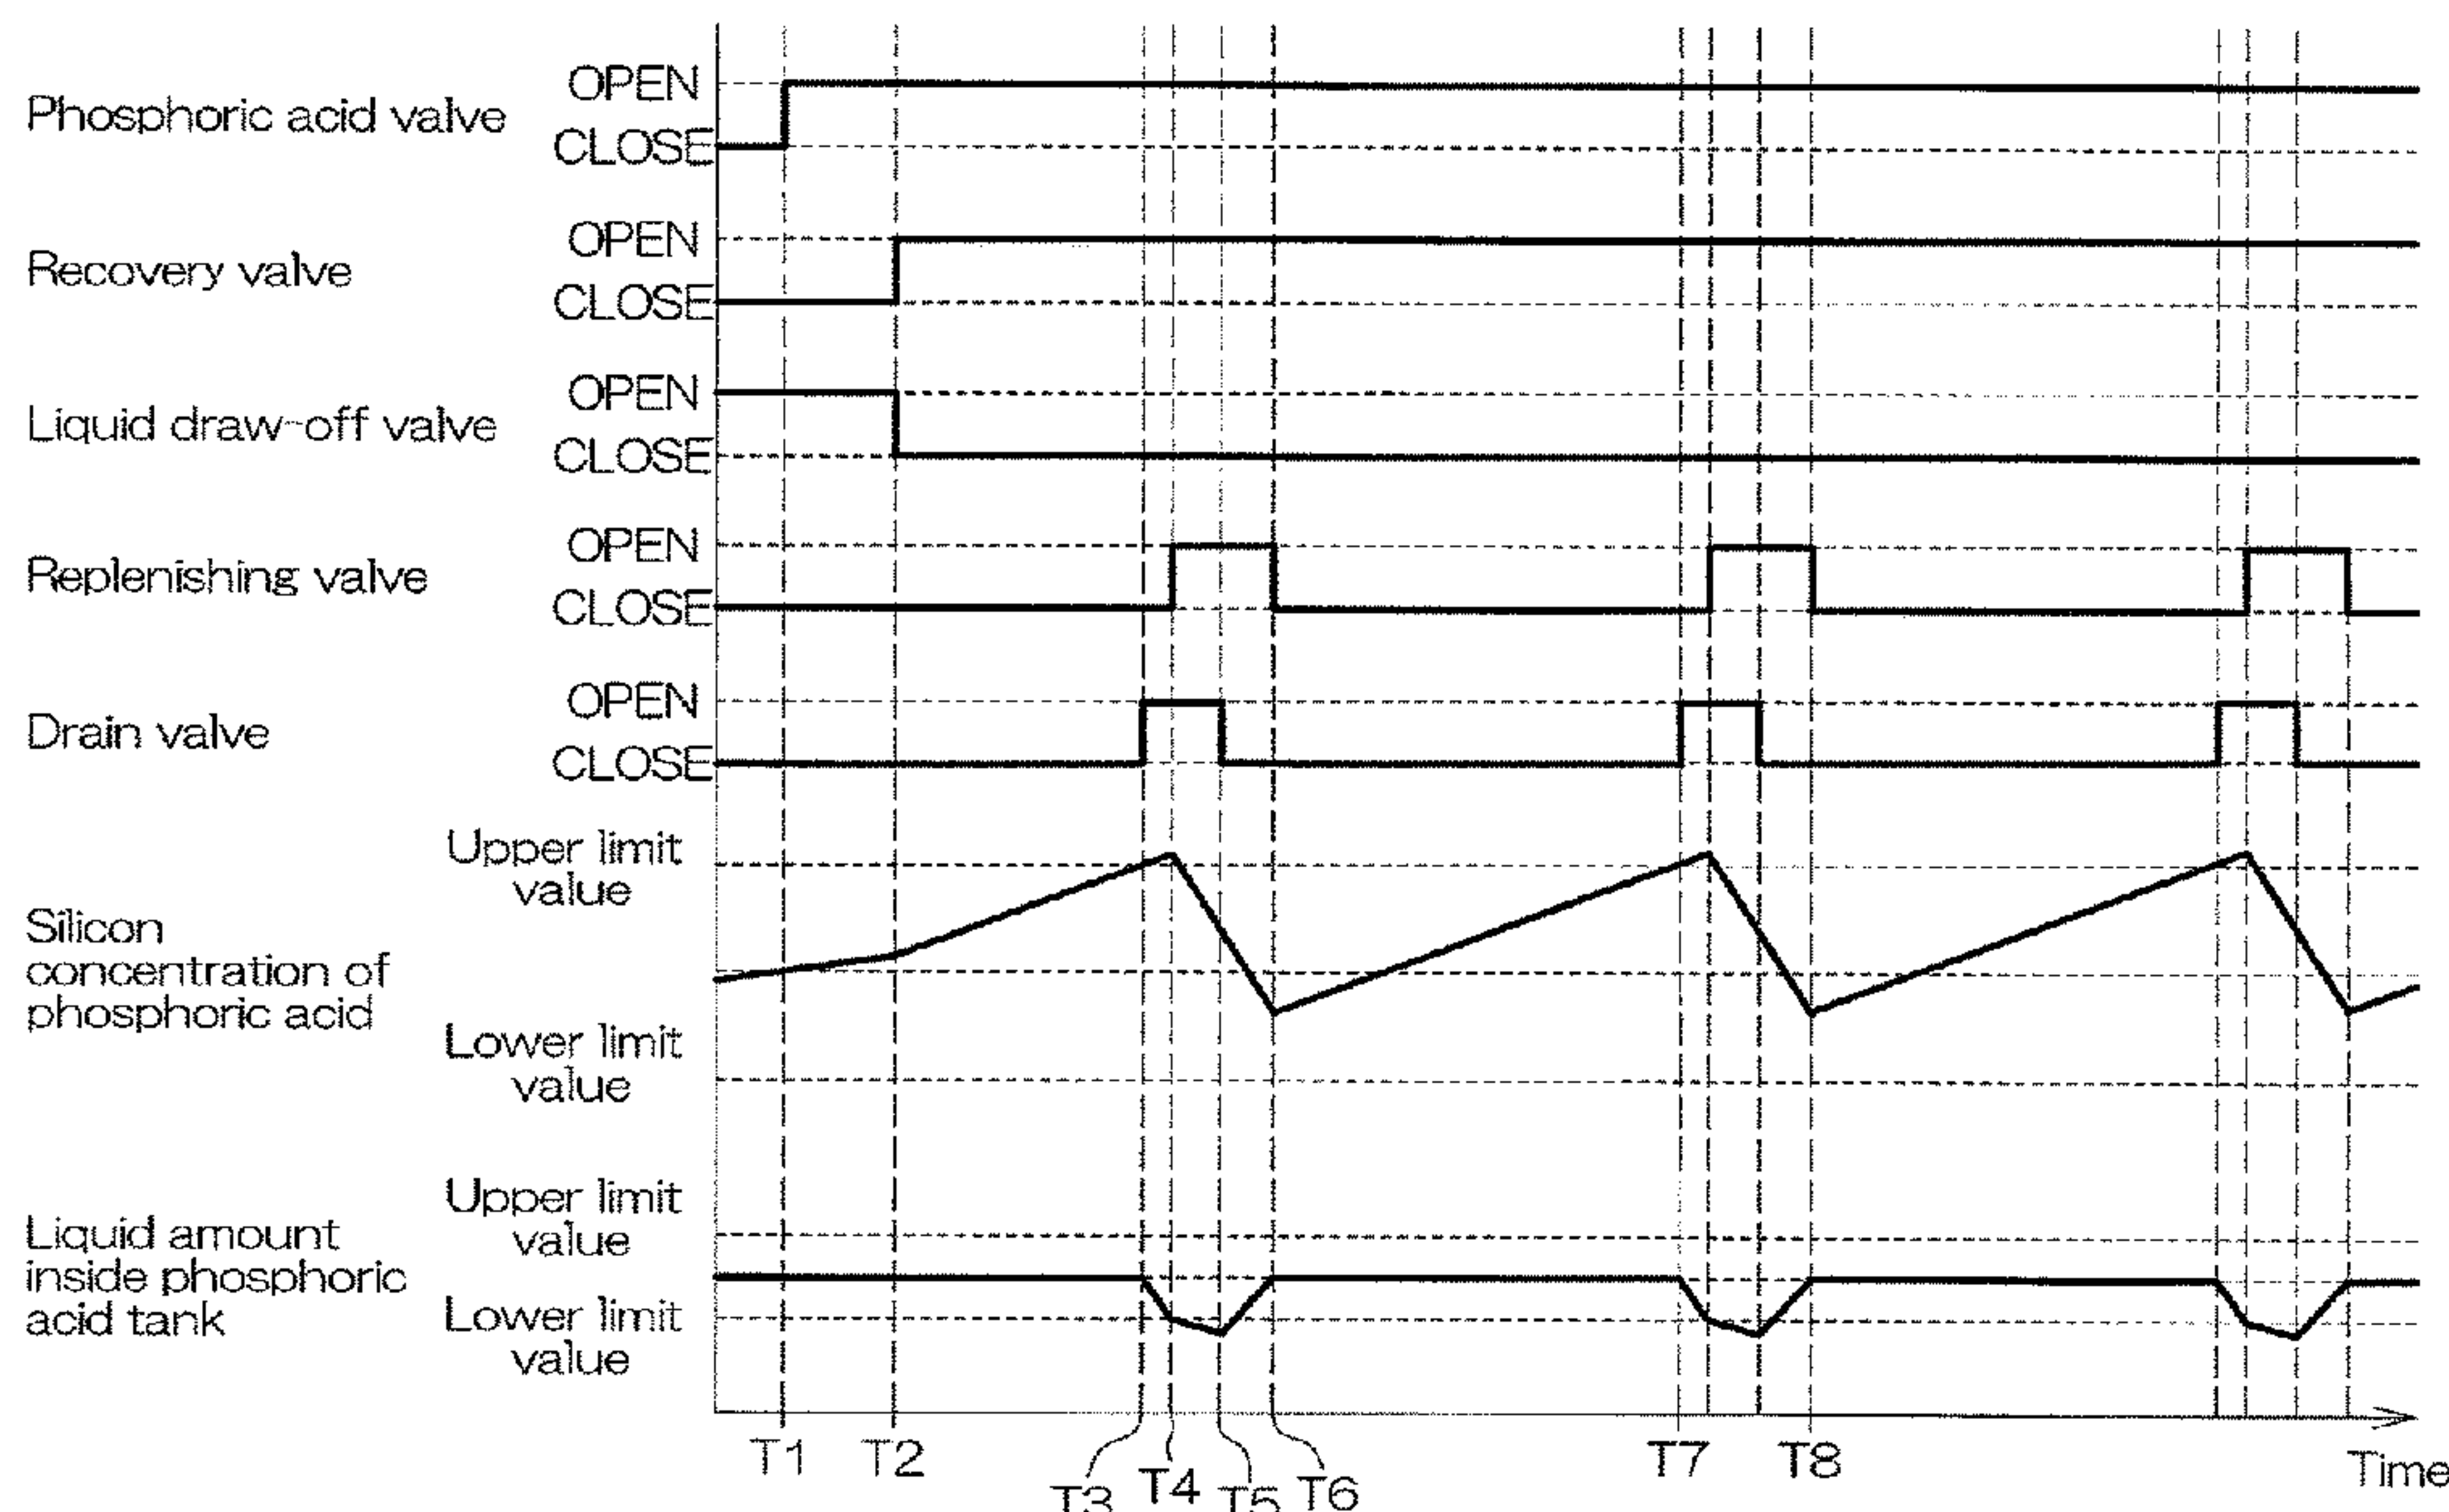 Phosphoric acid valve
OPEN
CLOSE
Recovery valve
OPEN
CLOSE
Liquid draw-off valve
OPEN
CLOSE
Replenishing valve
OPEN
CLOSE
Drain valve
OPEN
CLOSE
Silicon
concentration of
phosphoric acid
Upper limit
value
Lower limit
value
Liquid amount
inside phosphoric
acid tank
Upper limit
value
Lower limit
value
T1 T2 T3 T4 T5 T6 T7 T8
Time